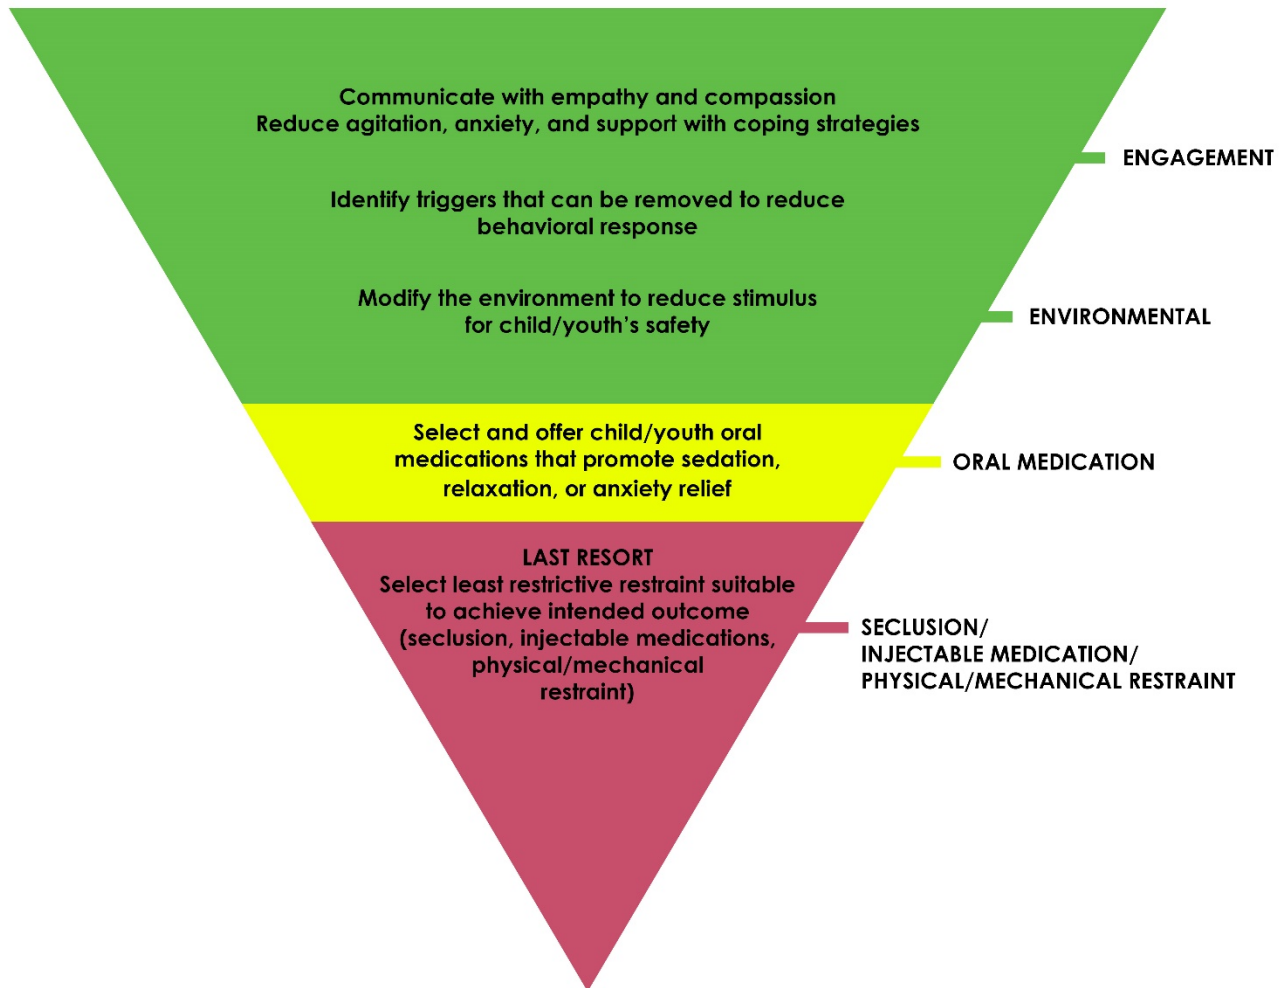 Communicate with empathy and compassion
Reduce agitation, anxiety, and support with coping strategies
ENGAGEMENT
Identify triggers that can be removed to reduce
behavioral response
Modify the environment to reduce stimulus
for child/youth's safety
ENVIRONMENTAL
Select and offer child/youth oral
medications that promote sedation,
relaxation, or anxiety relief
ORAL MEDICATION
LAST RESORT
Select least restrictive restraint suitable
to achieve intended outcome
(seclusion, injectable medications,
physical/mechanical
restraint)
SECLUSION/
INJECTABLE MEDICATION/
PHYSICAL/MECHANICAL RESTRAINT